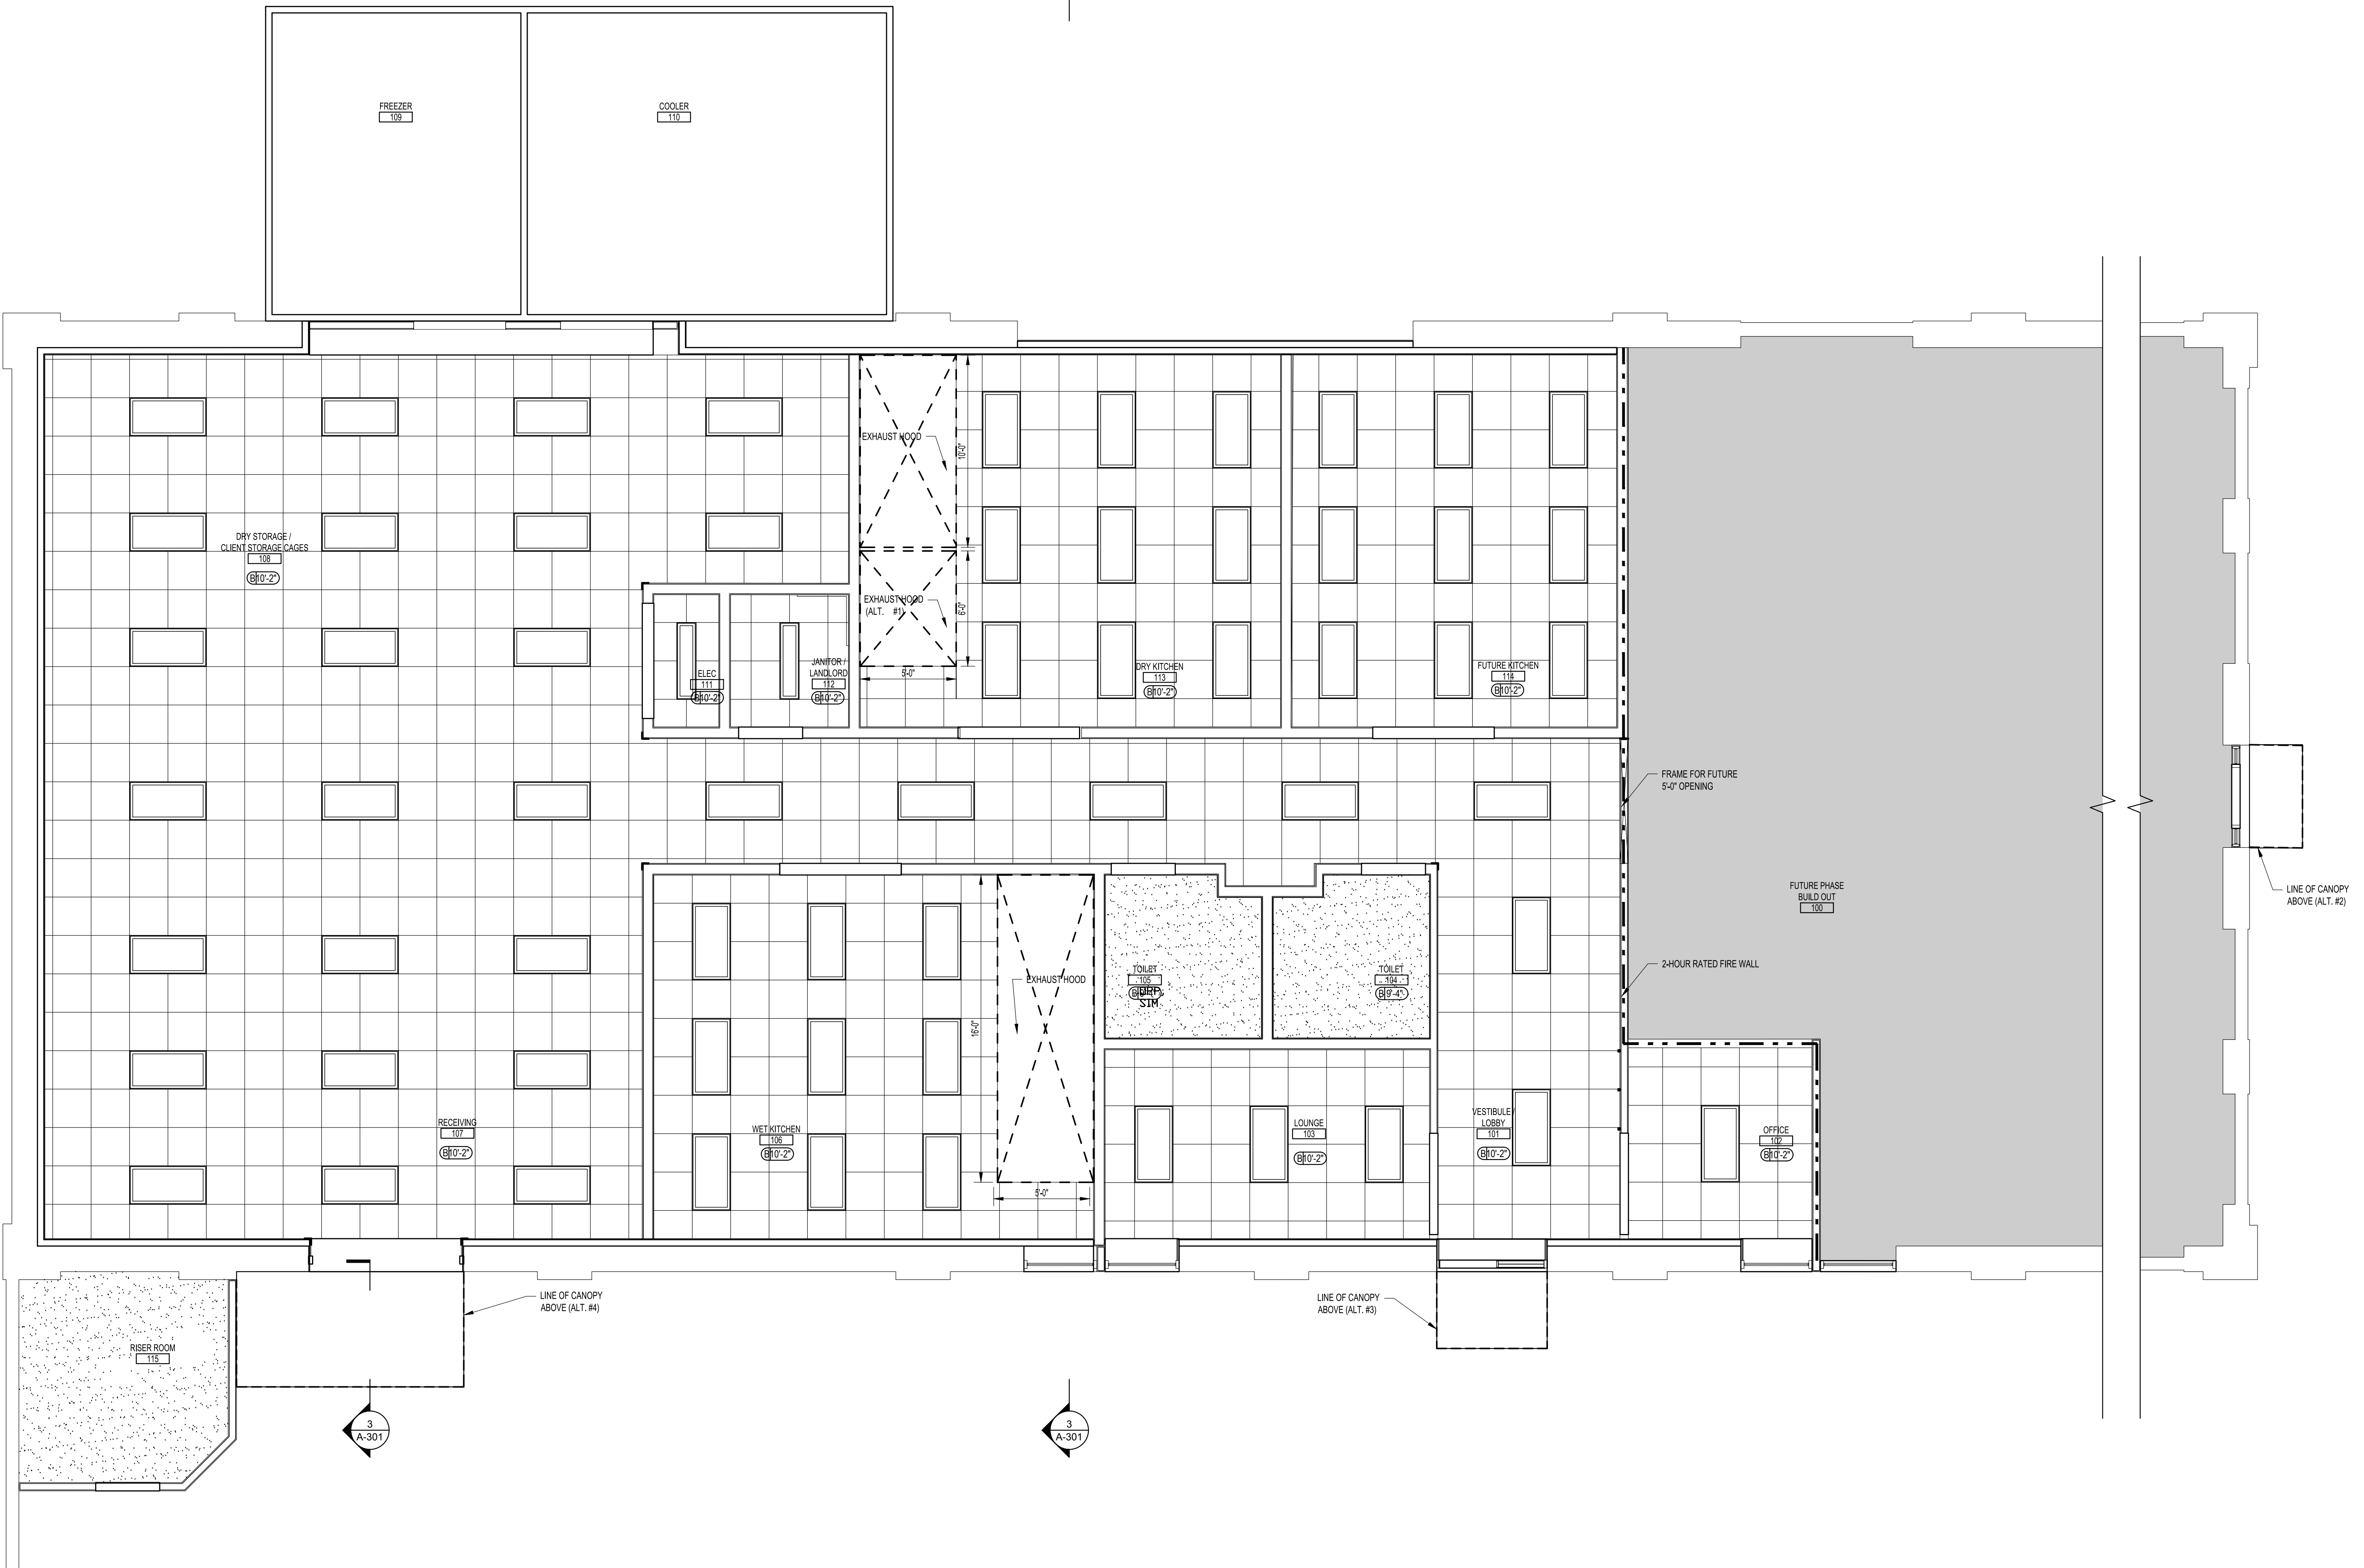 FREEZER
109
COOLER
110
EXHAUST HOOD
10'-0"
DRY STORAGE /
CLIENT STORAGE CAGES
108
B 10'-2"
EXHAUST HOOD
(ALT. #1)
6'-0"
5'-0"
ELEC
111
B 10'-2"
JANITOR /
LANDLORD
112
B 10'-2"
DRY KITCHEN
113
B 10'-2"
FUTURE KITCHEN
114
B 10'-2"
FRAME FOR FUTURE
5'-0" OPENING
FUTURE PHASE
BUILD OUT
100
LINE OF CANOPY
ABOVE (ALT. #2)
2-HOUR RATED FIRE WALL
EXHAUST HOOD
16'-0"
5'-0"
TOILET
105
SIM
TOILET
104
B 9'-4"
RECEIVING
107
B 10'-2"
WET KITCHEN
106
B 10'-2"
LOUNGE
103
B 10'-2"
VESTIBULE /
LOBBY
101
B 10'-2"
OFFICE
102
B 10'-2"
LINE OF CANOPY
ABOVE (ALT. #4)
LINE OF CANOPY
ABOVE (ALT. #3)
RISER ROOM
115
3
A-301
3
A-301